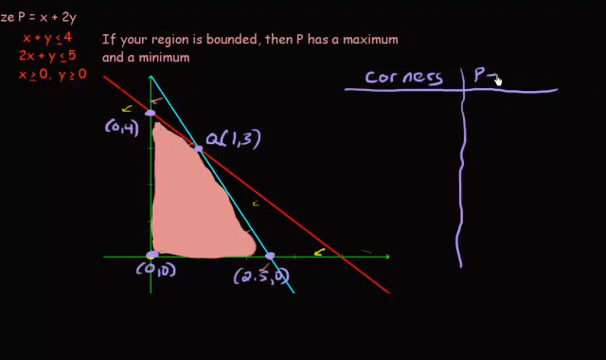 ze P = x + 2y
x + y ≤ 4
2x + y ≤ 5
x ≥ 0, y ≥ 0
If your region is bounded, then P has a maximum
and a minimum
Corners P=
(0,4)
Q(1,3)
(0,0)
(2.5,0)